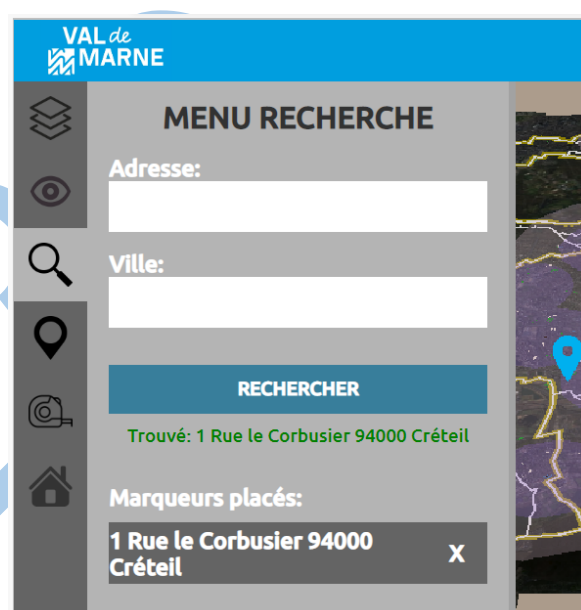 VAL de
MARNE
MENU RECHERCHE
Adresse:
Ville:
RECHERCHER
Trouvé: 1 Rue le Corbusier 94000 Créteil
Marqueurs placés:
1 Rue le Corbusier 94000
Créteil
X